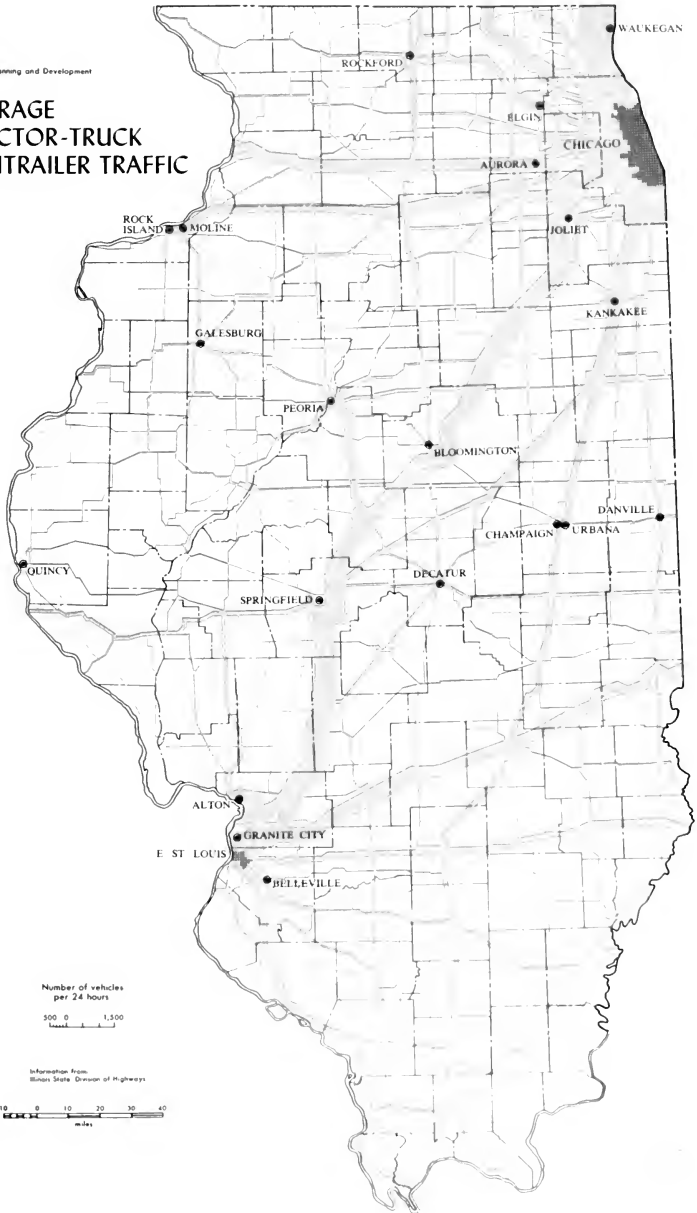 nning and Development
RAGE
CTOR-TRUCK
ITRAILER TRAFFIC
WAUKEGAN
ROCKFORD
ELGIN
CHICAGO
AURORA
ROCK
ISLAND
MOLINE
JOLIET
KANKAKEE
GALESBURG
PEORIA
BLOOMINGTON
DANVILLE
CHAMPAIGN
URBANA
QUINCY
DECATUR
SPRINGFIELD
ALTON
GRANITE CITY
E ST LOUIS
BELLEVILLE
Number of vehicles
per 24 hours
500 0 1,500
Information from:
Illinois State Division of Highways
10 0 10 20 30 40
miles